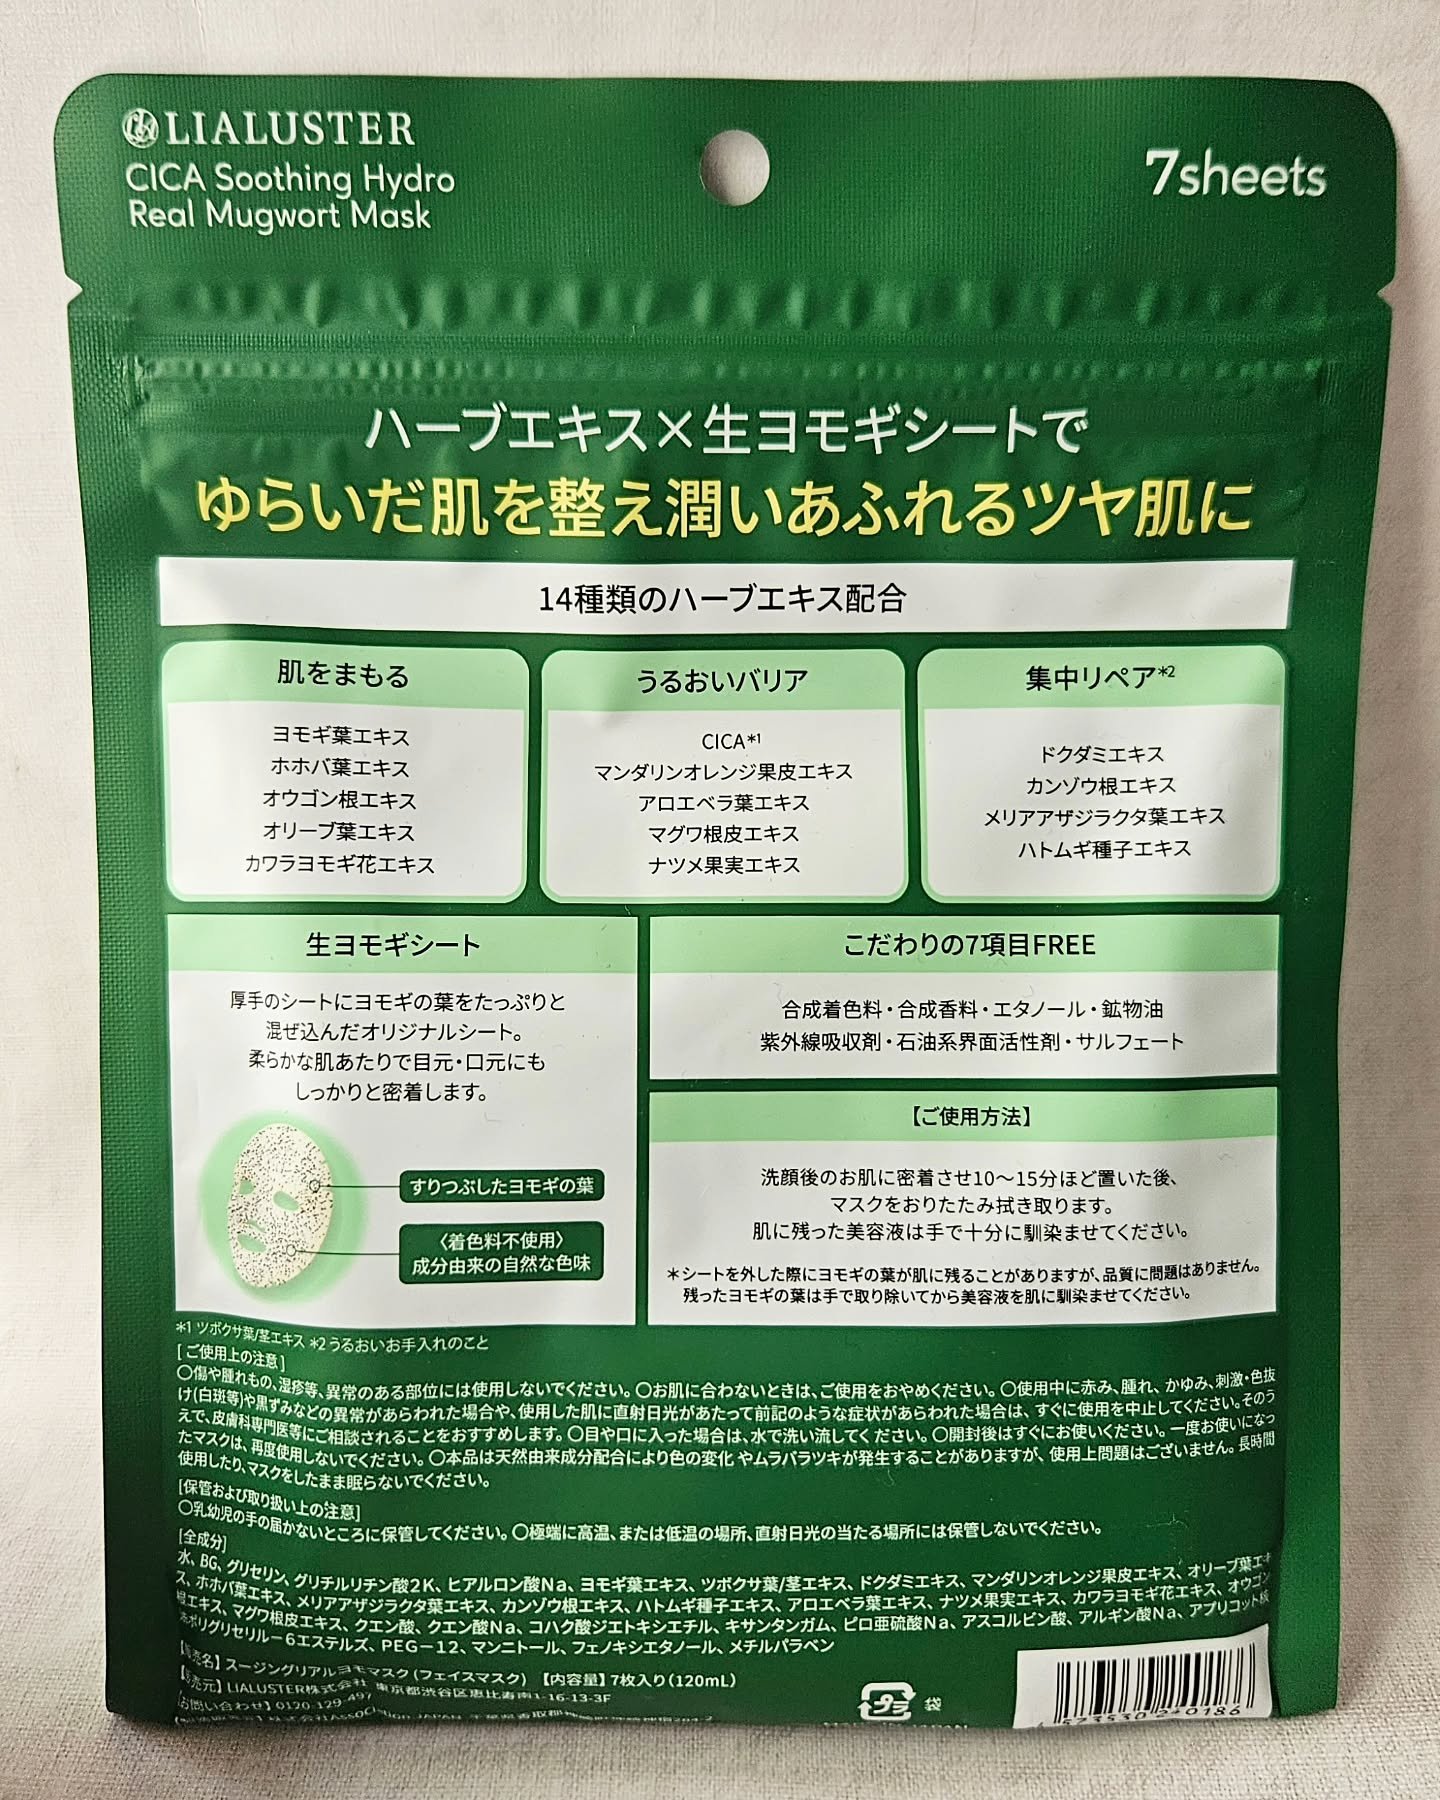 LIALUSTER
CICA Soothing Hydro
Real Mugwort Mask
7sheets
ハーブエキス×生ヨモギシートで
ゆらいだ肌を整え潤いあふれるツヤ肌に
14種類のハーブエキス配合
肌をまもる
ヨモギ葉エキス
ホホバ葉エキス
オウゴン根エキス
オリーブ葉エキス
カワラヨモギ花エキス
うるおいバリア
CICA*1
マンダリンオレンジ果皮エキス
アロエベラ葉エキス
マグワ根皮エキス
ナツメ果実エキス
集中リペア*2
ドクダミエキス
カンゾウ根エキス
メリアアザジラクタ葉エキス
ハトムギ種子エキス
生ヨモギシート
厚手のシートにヨモギの葉をたっぷりと
混ぜ込んだオリジナルシート。
柔らかな肌あたりで目元・口元にも
しっかりと密着します。
すりつぶしたヨモギの葉
〈着色料不使用〉
成分由来の自然な色味
こだわりの7項目FREE
合成着色料・合成香料・エタノール・鉱物油
紫外線吸収剤・石油系界面活性剤・サルフェート
【ご使用方法】
洗顔後のお肌に密着させ10〜15分ほど置いた後、
マスクをおりたたみ拭き取ります。
肌に残った美容液は手で十分に馴染ませてください。
＊シートを外した際にヨモギの葉が肌に残ることがありますが、品質に問題はありません。
残ったヨモギの葉は手で取り除いてから美容液を肌に馴染ませてください。
*1 ツボクサ葉/茎エキス *2 うるおいお手入れのこと
[ご使用上の注意]
〇傷や腫れもの、湿疹等、異常のある部位には使用しないでください。〇お肌に合わないときは、ご使用をおやめください。〇使用中に赤み、腫れ、かゆみ、刺激・色抜
け(白斑等)や黒ずみなどの異常があらわれた場合や、使用した肌に直射日光があたって前記のような症状があらわれた場合は、すぐに使用を中止してください。そのう
えで、皮膚科専門医等にご相談されることをおすすめします。〇目や口に入った場合は、水で洗い流してください。〇開封後はすぐにお使いください。一度お使いになっ
たマスクは、再度使用しないでください。〇本品は天然由来成分配合により色の変化やムラバラツキが発生することがありますが、使用上問題はございません。長時間
使用したり、マスクをしたまま眠らないでください。
[保管および取り扱い上の注意]
〇乳幼児の手の届かないところに保管してください。〇極端に高温、または低温の場所、直射日光の当たる場所には保管しないでください。
[全成分]
水、BG、グリセリン、グリチルリチン酸2K、ヒアルロン酸Na、ヨモギ葉エキス、ツボクサ葉/茎エキス、ドクダミエキス、マンダリンオレンジ果皮エキス、オリーブ葉エキ
ス、ホホバ葉エキス、メリアアザジラクタ葉エキス、カンゾウ根エキス、ハトムギ種子エキス、アロエベラ葉エキス、ナツメ果実エキス、カワラヨモギ花エキス、オウゴン
根エキス、マグワ根皮エキス、クエン酸、クエン酸Na、コハク酸ジエトキシエチル、キサンタンガム、ピロ亜硫酸Na、アスコルビン酸、アルギン酸Na、アプリコット核
油ポリグリセリル−6エステルズ、PEG−12、マンニトール、フェノキシエタノール、メチルパラベン
【販売名】スージングリアルヨモマスク(フェイスマスク) 【内容量】7枚入り(120mL)
【販売元】LIALUSTER株式会社 東京都渋谷区恵比寿南1-16-13-3F
【お問い合わせ】0120-129-497
プラ 袋